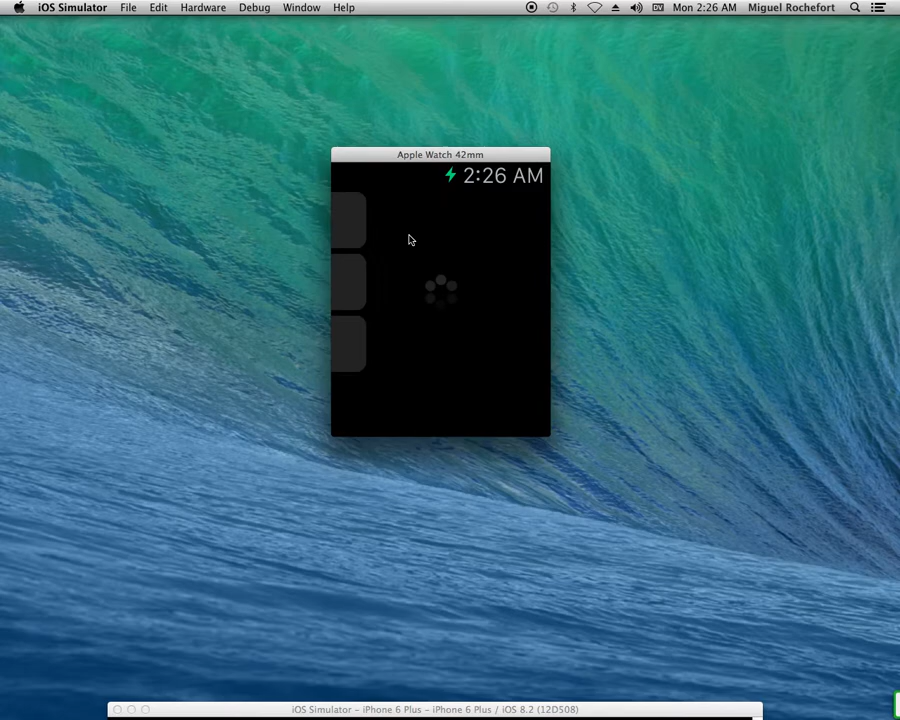 iOS Simulator File Edit Hardware Debug Window Help DV Mon 2:26 AM Miguel Rochefort
Apple Watch 42mm
2:26 AM
iOS Simulator – iPhone 6 Plus – iPhone 6 Plus / iOS 8.2 (12D508)